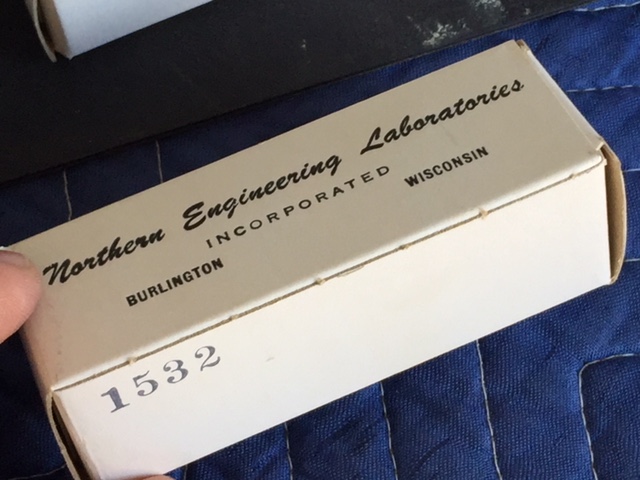 Northern Engineering Laboratories
INCORPORATED
BURLINGTON WISCONSIN
1532